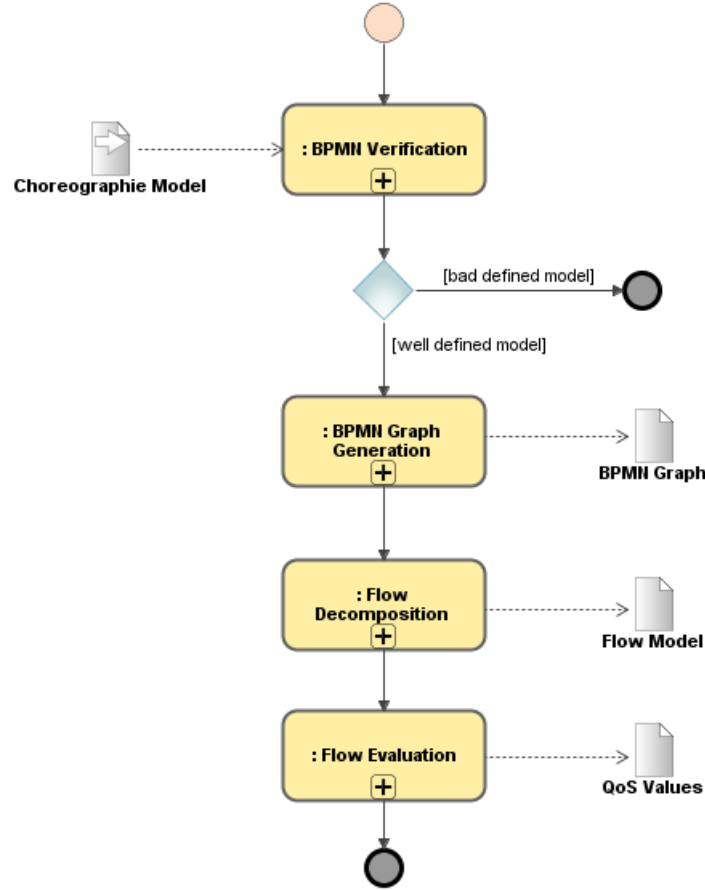 : BPMN Verification
Choreographie Model
[bad defined model]
[well defined model]
: BPMN Graph
Generation
BPMN Graph
: Flow
Decomposition
Flow Model
: Flow Evaluation
QoS Values